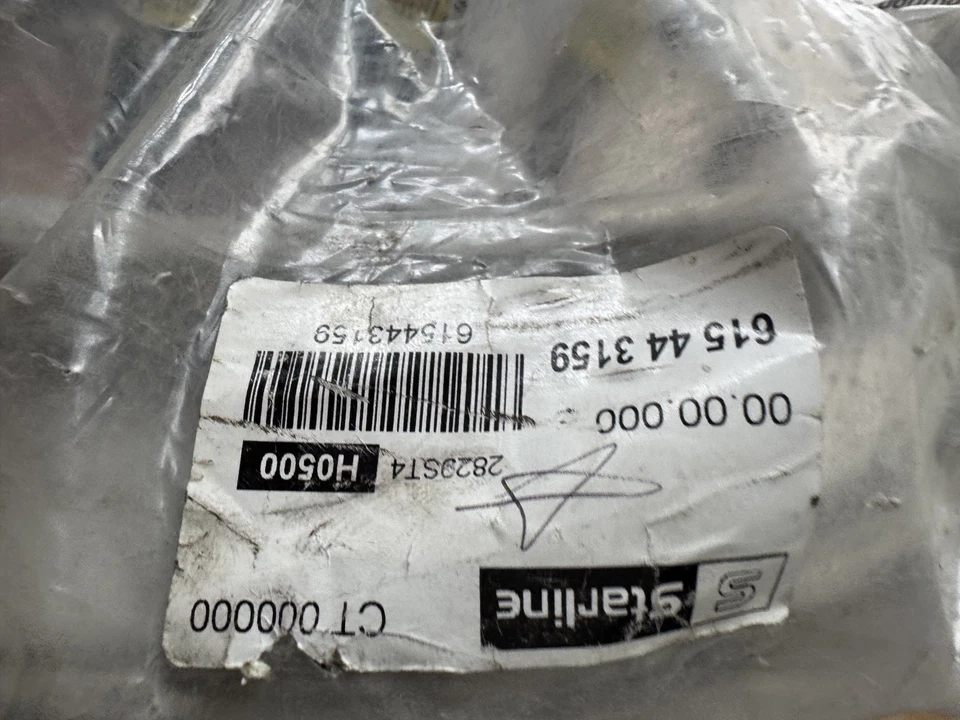 S starline
CT 000000
2829ST4
H0500
00.00.000
615 44 3159
615443159